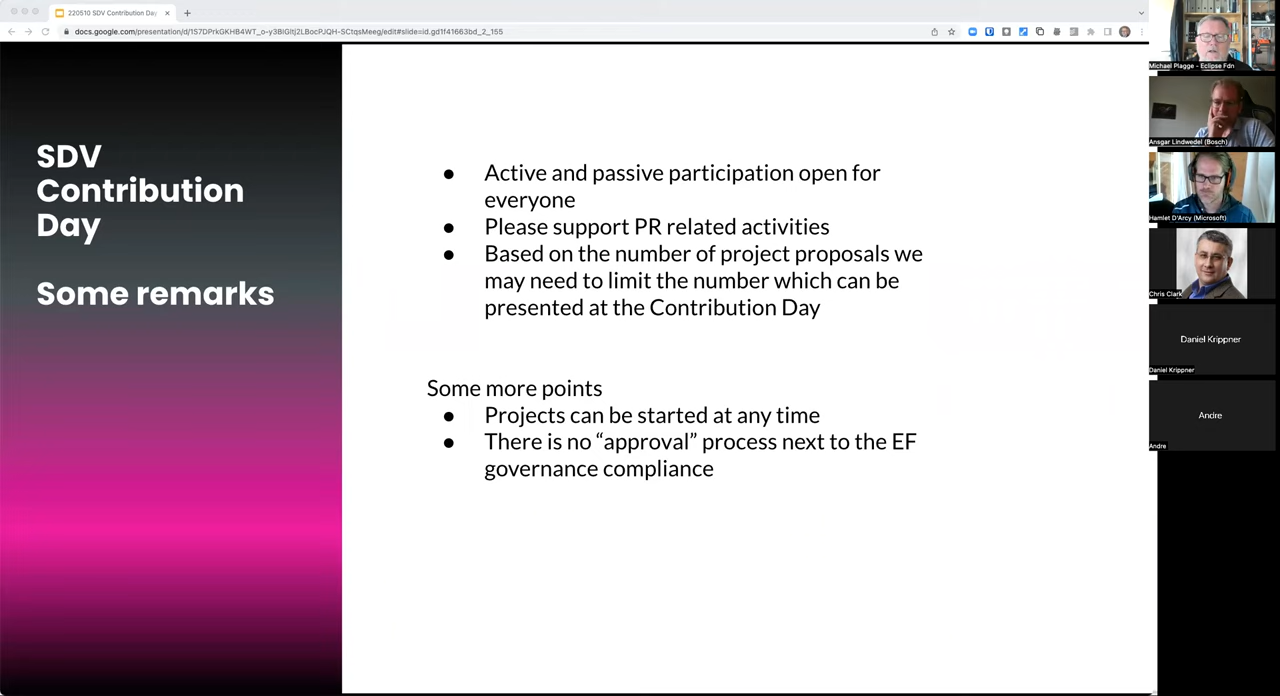 220510 SDV Contribution Da
docs.google.com/presentation/d/1S7DPrkGKHB4WT_o-y3BlGltj2LBocPJQH-SCtqsMeeg/edit#slide=id.gd1f41663bd_2_155
SDV
Contribution
Day
Some remarks
● Active and passive participation open for
everyone
● Please support PR related activities
● Based on the number of project proposals we
may need to limit the number which can be
presented at the Contribution Day
Some more points
● Projects can be started at any time
● There is no “approval” process next to the EF
governance compliance
Michael Plagge - Eclipse Fdn
Ansgar Lindwedel (Bosch)
Hamlet D'Arcy (Microsoft)
Chris Clark
Daniel Krippner
Daniel Krippner
Andre
Andre